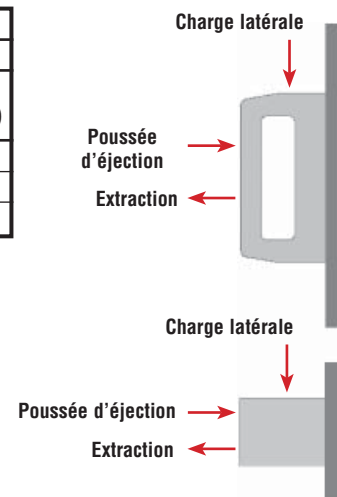 Charge latérale
Poussée
d'éjection
Extraction
Charge latérale
Poussée d'éjection
Extraction